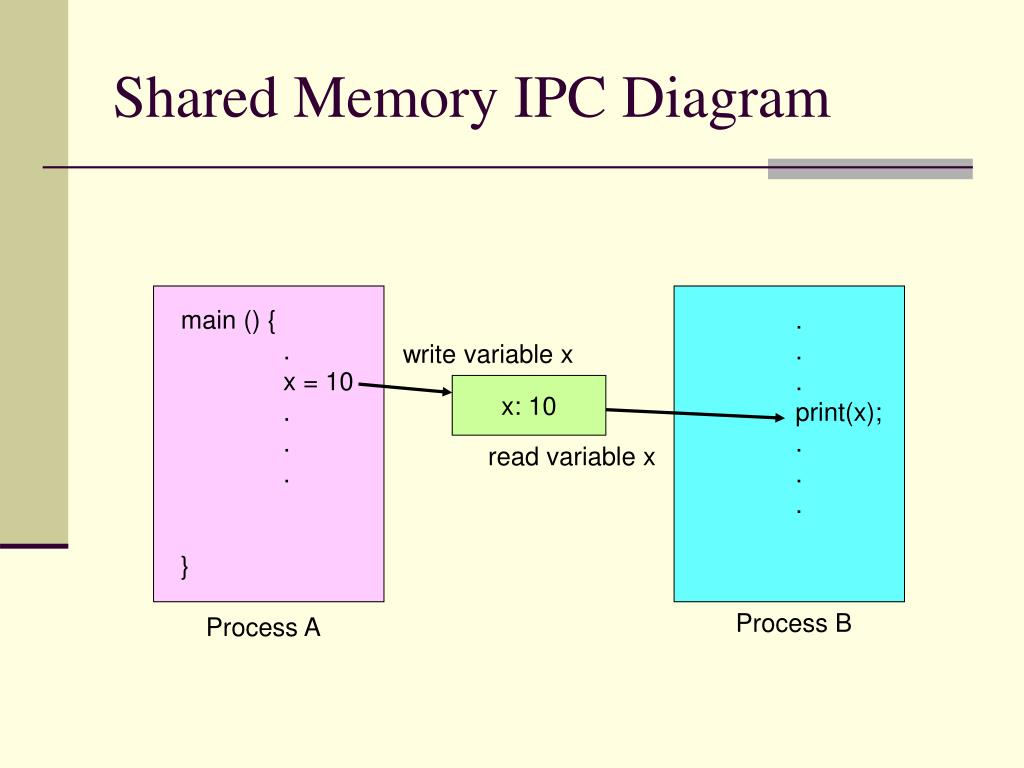 Shared Memory IPC Diagram
main () {
.
x = 10
.
.
.
}
Process A
write variable x
x: 10
read variable x
.
.
.
print(x);
.
.
.
Process B